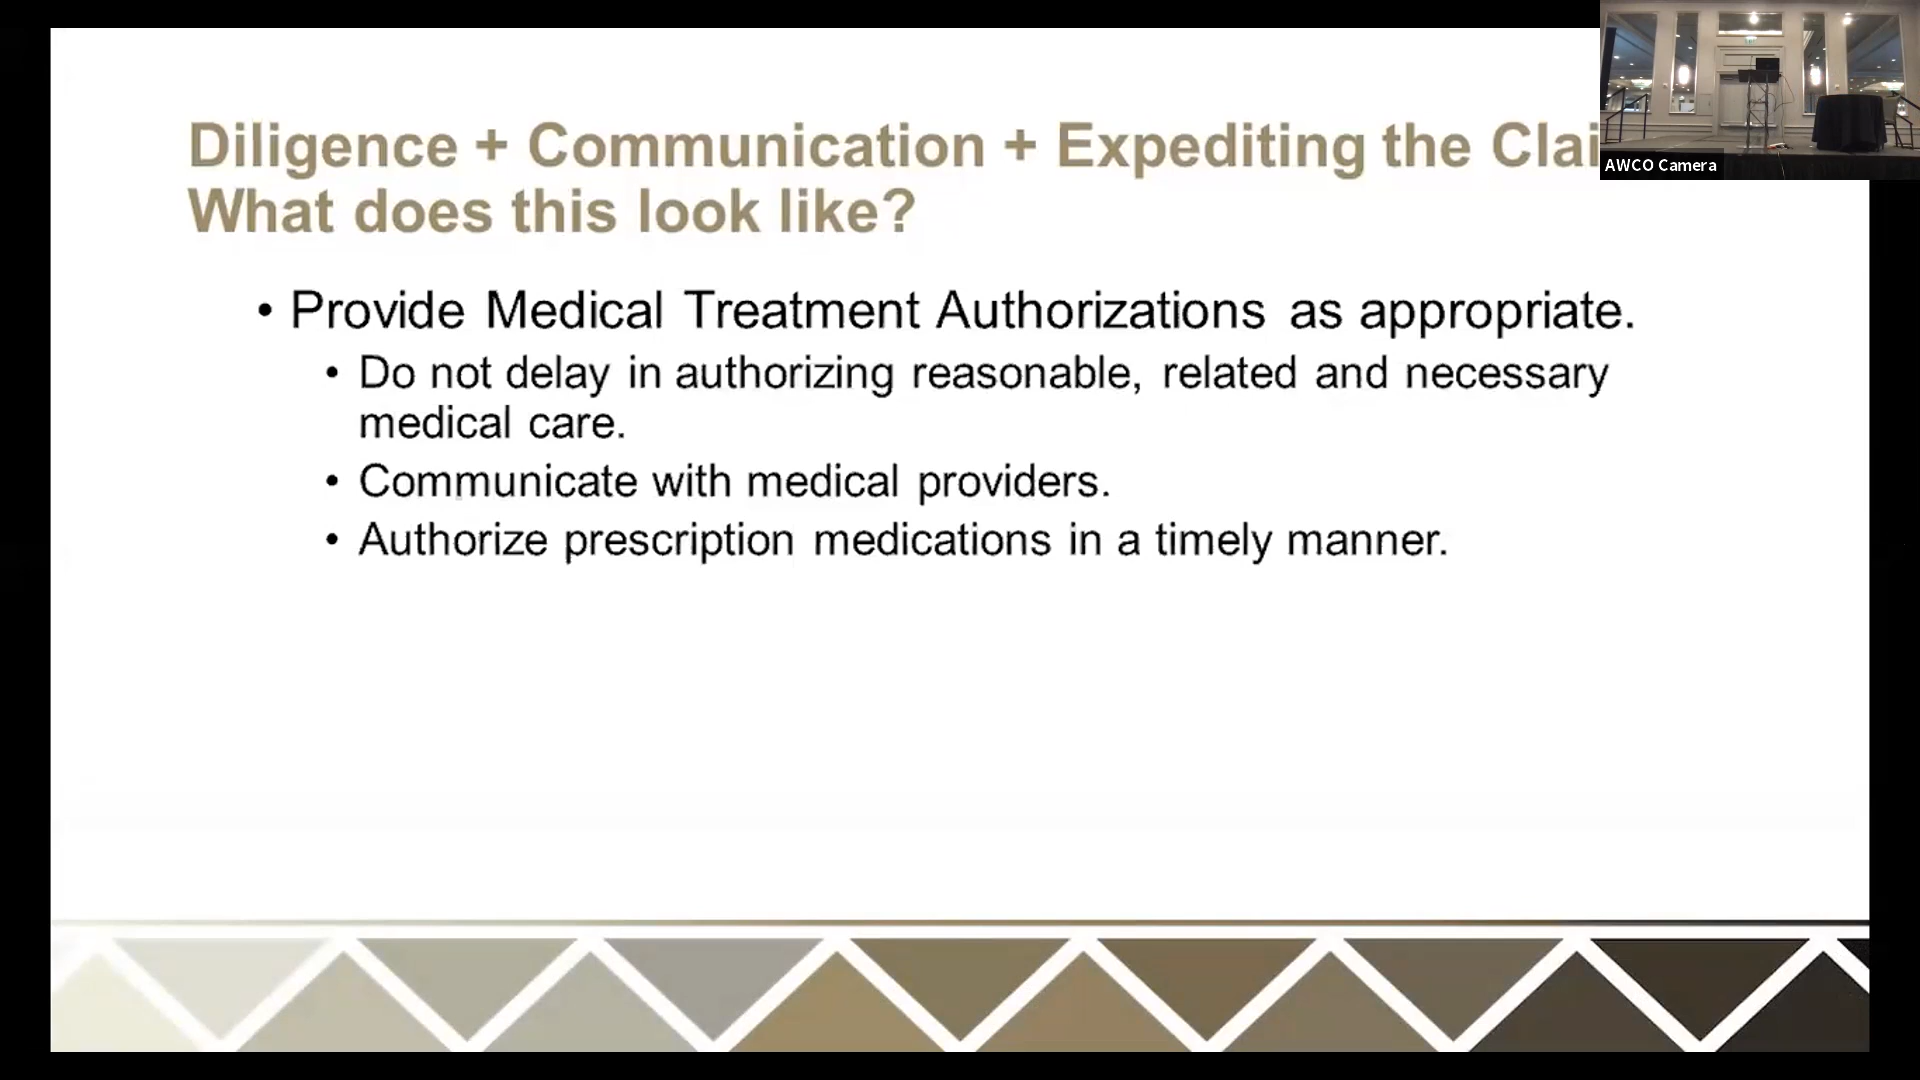 Diligence + Communication + Expediting the Clai
What does this look like?
• Provide Medical Treatment Authorizations as appropriate.
• Do not delay in authorizing reasonable, related and necessary
medical care.
• Communicate with medical providers.
• Authorize prescription medications in a timely manner.
AWCO Camera